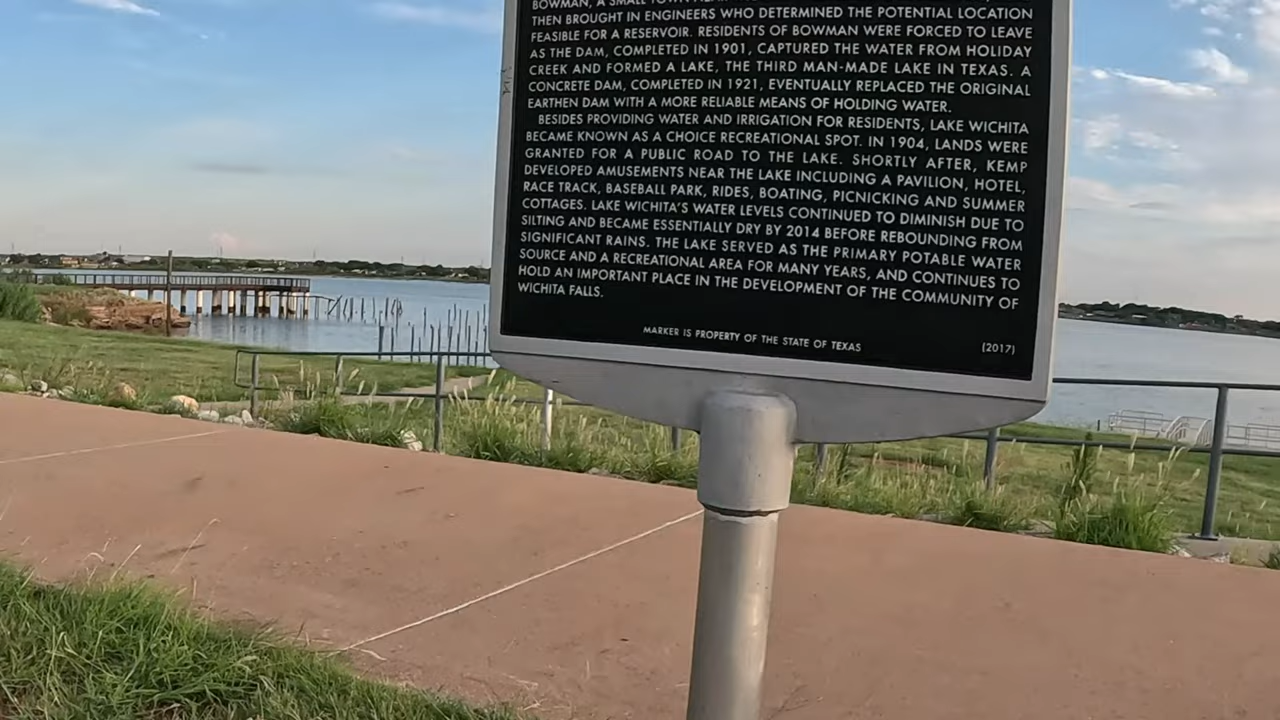 BOWMAN, A SMALL TOWN
THEN BROUGHT IN ENGINEERS WHO DETERMINED THE POTENTIAL LOCATION
FEASIBLE FOR A RESERVOIR. RESIDENTS OF BOWMAN WERE FORCED TO LEAVE
AS THE DAM, COMPLETED IN 1901, CAPTURED THE WATER FROM HOLIDAY
CREEK AND FORMED A LAKE, THE THIRD MAN-MADE LAKE IN TEXAS. A
CONCRETE DAM, COMPLETED IN 1921, EVENTUALLY REPLACED THE ORIGINAL
EARTHEN DAM WITH A MORE RELIABLE MEANS OF HOLDING WATER.
BESIDES PROVIDING WATER AND IRRIGATION FOR RESIDENTS, LAKE WICHITA
BECAME KNOWN AS A CHOICE RECREATIONAL SPOT. IN 1904, LANDS WERE
GRANTED FOR A PUBLIC ROAD TO THE LAKE. SHORTLY AFTER, KEMP
DEVELOPED AMUSEMENTS NEAR THE LAKE INCLUDING A PAVILION, HOTEL,
RACE TRACK, BASEBALL PARK, RIDES, BOATING, PICNICKING AND SUMMER
COTTAGES. LAKE WICHITA'S WATER LEVELS CONTINUED TO DIMINISH DUE TO
SILTING AND BECAME ESSENTIALLY DRY BY 2014 BEFORE REBOUNDING FROM
SIGNIFICANT RAINS. THE LAKE SERVED AS THE PRIMARY POTABLE WATER
SOURCE AND A RECREATIONAL AREA FOR MANY YEARS, AND CONTINUES TO
HOLD AN IMPORTANT PLACE IN THE DEVELOPMENT OF THE COMMUNITY OF
WICHITA FALLS.
MARKER IS PROPERTY OF THE STATE OF TEXAS
(2017)